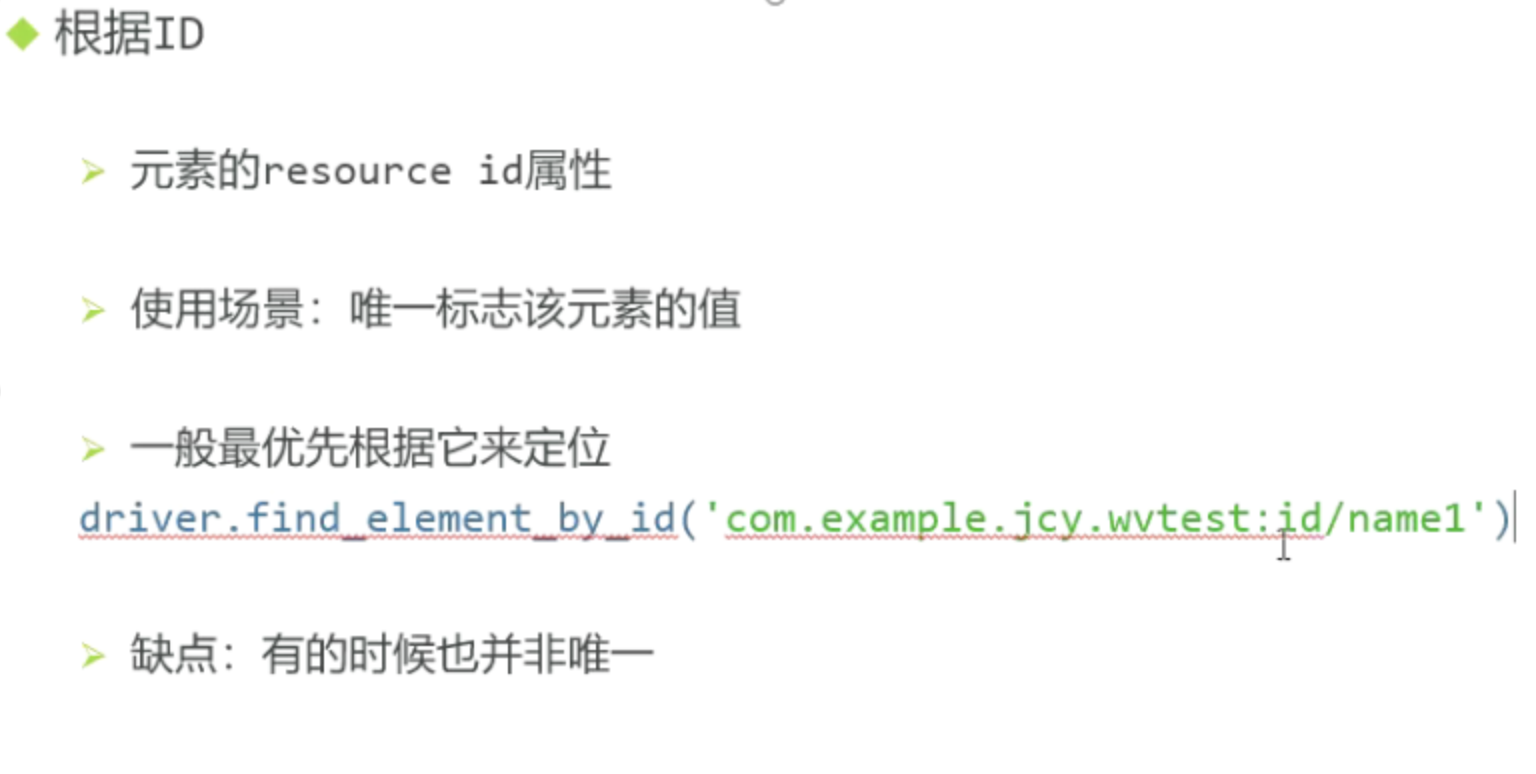 根据ID
元素的resource id属性
使用场景：唯一标志该元素的值
一般最优先根据它来定位
driver.find_element_by_id('com.example.jcy.wvtest:id/name1')
缺点：有的时候也并非唯一